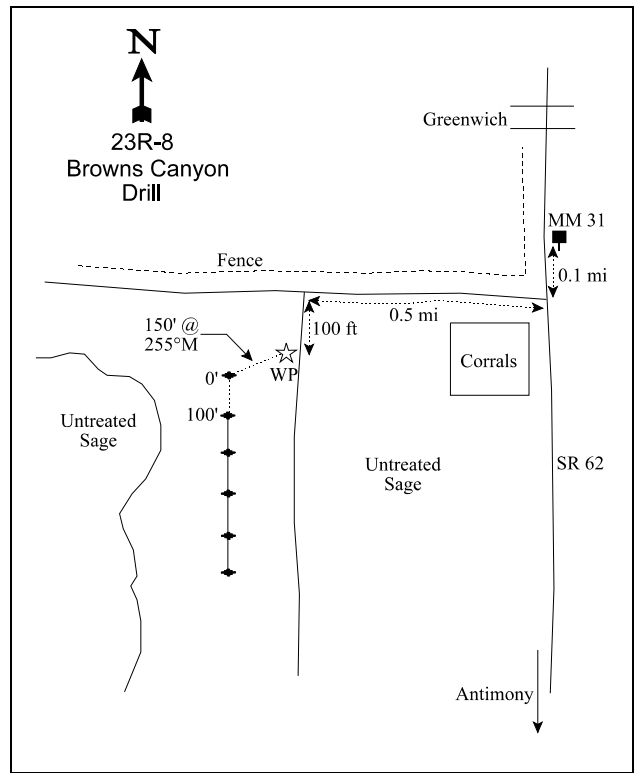 N
23R-8
Browns Canyon
Drill
Greenwich
MM 31
0.1 mi
Fence
0.5 mi
100 ft
150' @
255°M
WP
Corrals
0'
100'
Untreated
Sage
Untreated
Sage
SR 62
Antimony